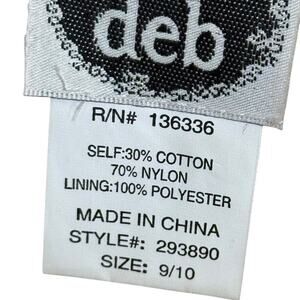 deb
R/N# 136336
SELF:30% COTTON
70% NYLON
LINING:100% POLYESTER
MADE IN CHINA
STYLE#: 293890
SIZE: 9/10